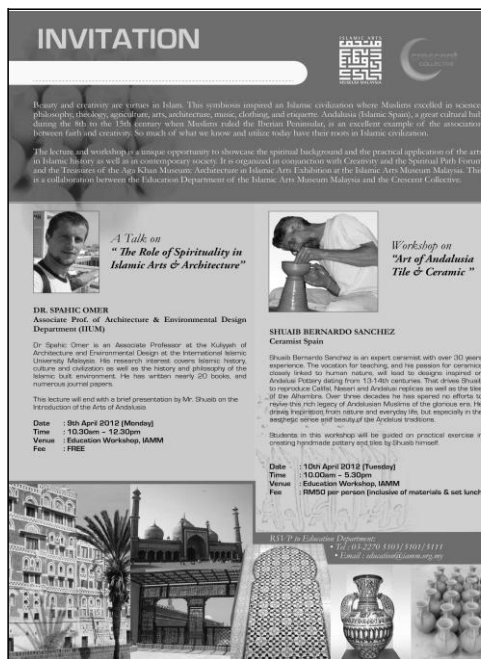 INVITATION
ISLAMIC ARTS
MUSEUM MALAYSIA
COLLECTIVE
Beauty and creativity are virtues in Islam. This symbiosis inspired an Islamic civilization where Muslims excelled in science
philosophy, theology, agriculture, arts, architecture, music, clothing, and etiquette. Andalusia (Islamic Spain), a great cultural hub
during the 8th to the 15th century when Muslims ruled the Iberian Peninsular, is an excellent example of the association
between faith and creativity. So much of what we know and utilize today have their roots in Islamic civilization.
The lecture and workshop is a unique opportunity to showcase the spiritual background and the practical application of the arts
in Islamic history as well as in contemporary society. It is organized in conjunction with Creativity and the Spiritual Path Forum
and the Treasures of the Aga Khan Museum: Architecture in Islamic Arts Exhibition at the Islamic Arts Museum Malaysia. This
is a collaboration between the Education Department of the Islamic Arts Museum Malaysia and the Crescent Collective.
A Talk on
" The Role of Spirituality in
Islamic Arts & Architecture"
DR. SPAHIC OMER
Associate Prof. of Architecture & Environmental Design
Department (IIUM)
Dr Spahic Omer is an Associate Professor at the Kuliyyah of
Architecture and Environmental Design at the International Islamic
University Malaysia. His research interest covers Islamic history,
culture and civilization as well as the history and philosophy of the
Islamic built environment. He has written nearly 20 books, and
numerous journal papers.
This lecture will end with a brief presentation by Mr. Shuaib on the
Introduction of the Arts of Andalusia
Date : 9th April 2012 (Monday)
Time : 10.30am – 12.30pm
Venue : Education Workshop, IAMM
Fee : FREE
Workshop on
"Art of Andalusia
Tile & Ceramic "
SHUAIB BERNARDO SANCHEZ
Ceramist Spain
Shuaib Bernardo Sanchez is an expert ceramist with over 30 years
experience. The vocation for teaching, and his passion for ceramics
closely linked to human nature, will lead to designs inspired on
Andalusi Pottery dating from 13-14th centuries. That drives Shuaib
to reproduce Califal, Naseri and Andalusi replicas as well as the tiles
of the Alhambra. Over three decades he has spared no efforts to
revive this rich legacy of Andalusian Muslims of the glorious era. He
draws inspiration from nature and everyday life, but especially in the
aesthetic sense and beauty of the Andalusi traditions.
Students in this workshop will be guided on practical exercise in
creating handmade pottery and tiles by Shuaib himself.
Date : 10th April 2012 (Tuesday)
Time : 10.00am – 5.30pm
Venue : Education Workshop, IAMM
Fee : RM50 per person (inclusive of materials & set lunch
RSVP to Education Department:
• Tel : 03-2270 5103/5104/5111
• Email : education@iamm.org.my